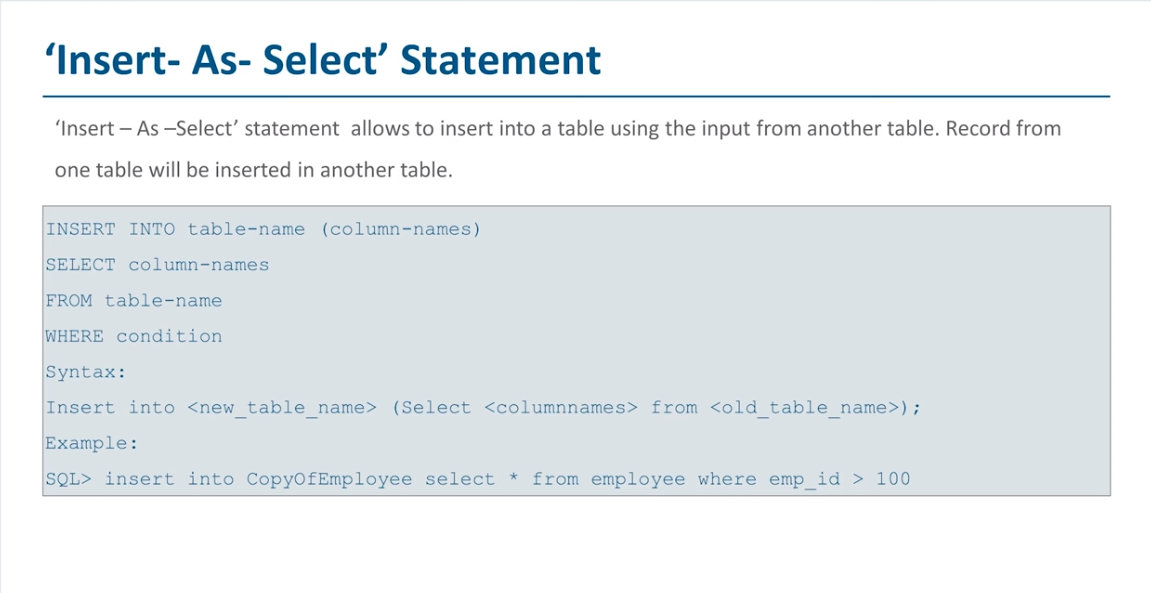 ‘Insert- As- Select’ Statement
‘Insert – As –Select’ statement  allows to insert into a table using the input from another table. Record from
one table will be inserted in another table.
INSERT INTO table-name (column-names)
SELECT column-names
FROM table-name
WHERE condition
Syntax:
Insert into <new_table_name> (Select <columnnames> from <old_table_name>);
Example:
SQL> insert into CopyOfEmployee select * from employee where emp_id > 100